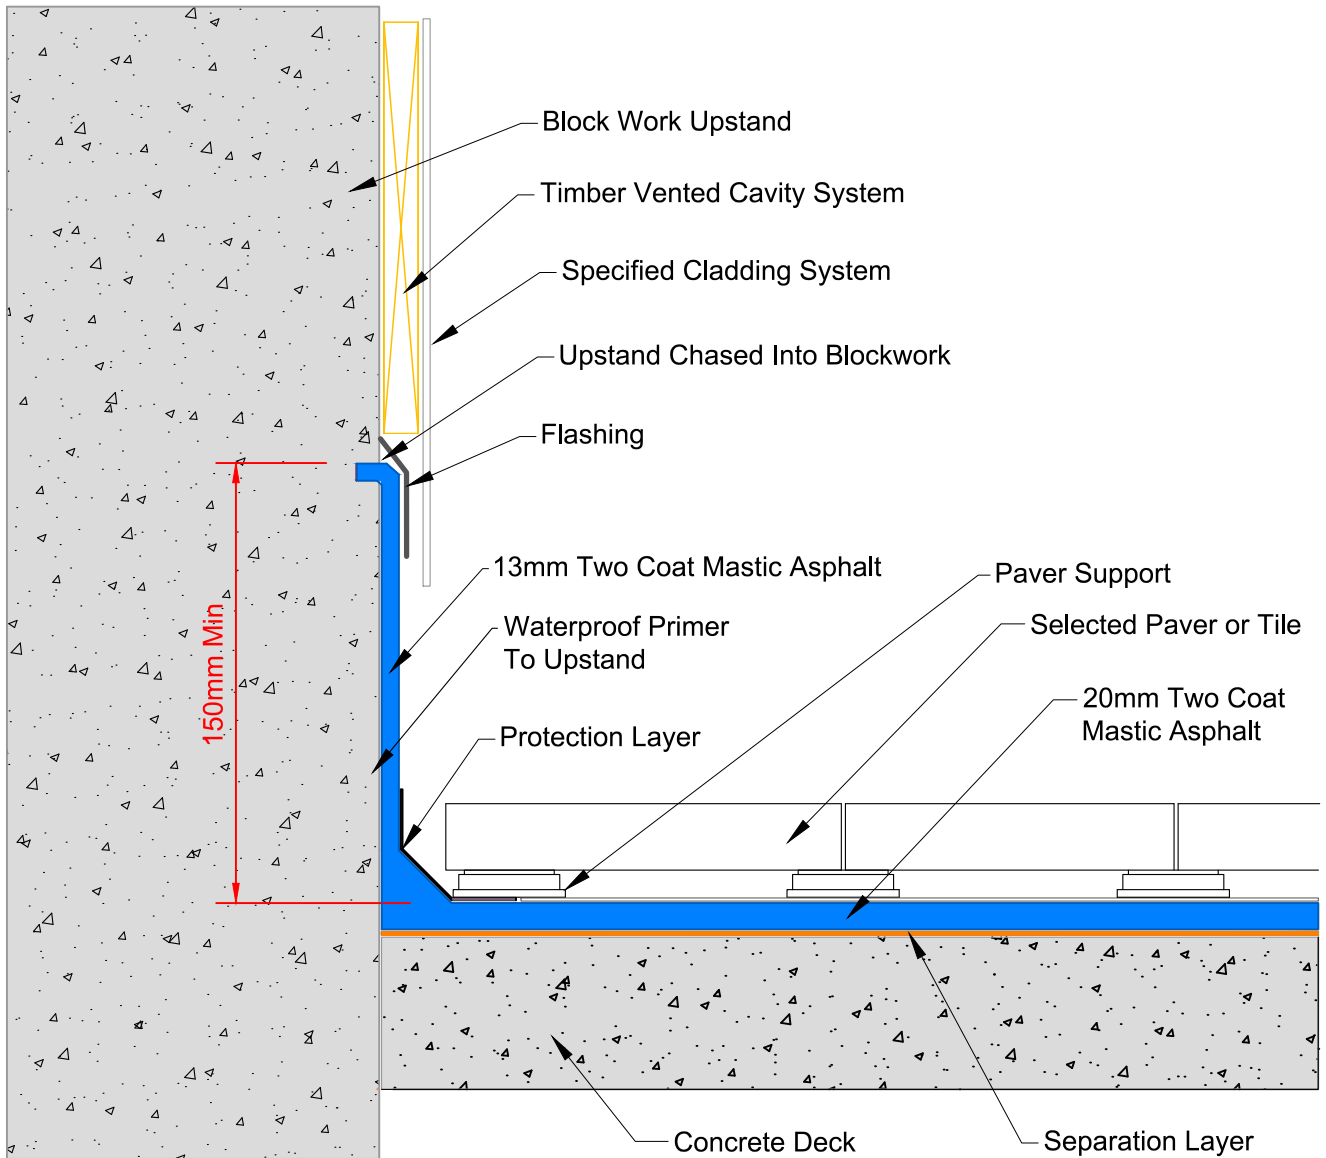 Block Work Upstand
Timber Vented Cavity System
Specified Cladding System
Upstand Chased Into Blockwork
Flashing
13mm Two Coat Mastic Asphalt
Paver Support
Waterproof Primer
To Upstand
Selected Paver or Tile
150mm Min
20mm Two Coat
Mastic Asphalt
Protection Layer
Concrete Deck
Separation Layer